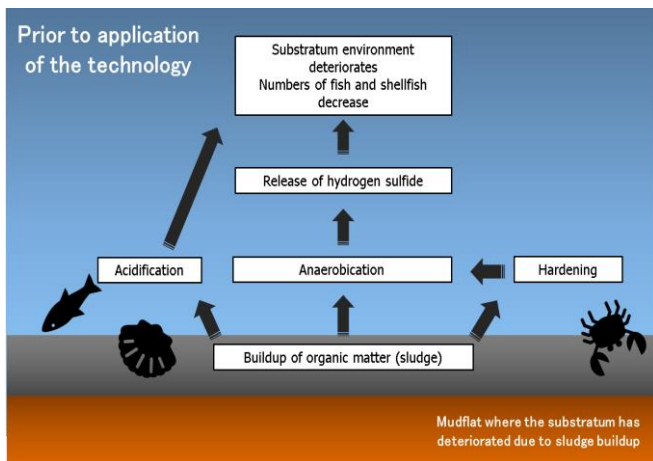 Prior to application
of the technology
Substratum environment
deteriorates
Numbers of fish and shellfish
decrease
Release of hydrogen sulfide
Acidification
Anaerobication
Hardening
Buildup of organic matter (sludge)
Mudflat where the substratum has
deteriorated due to sludge buildup